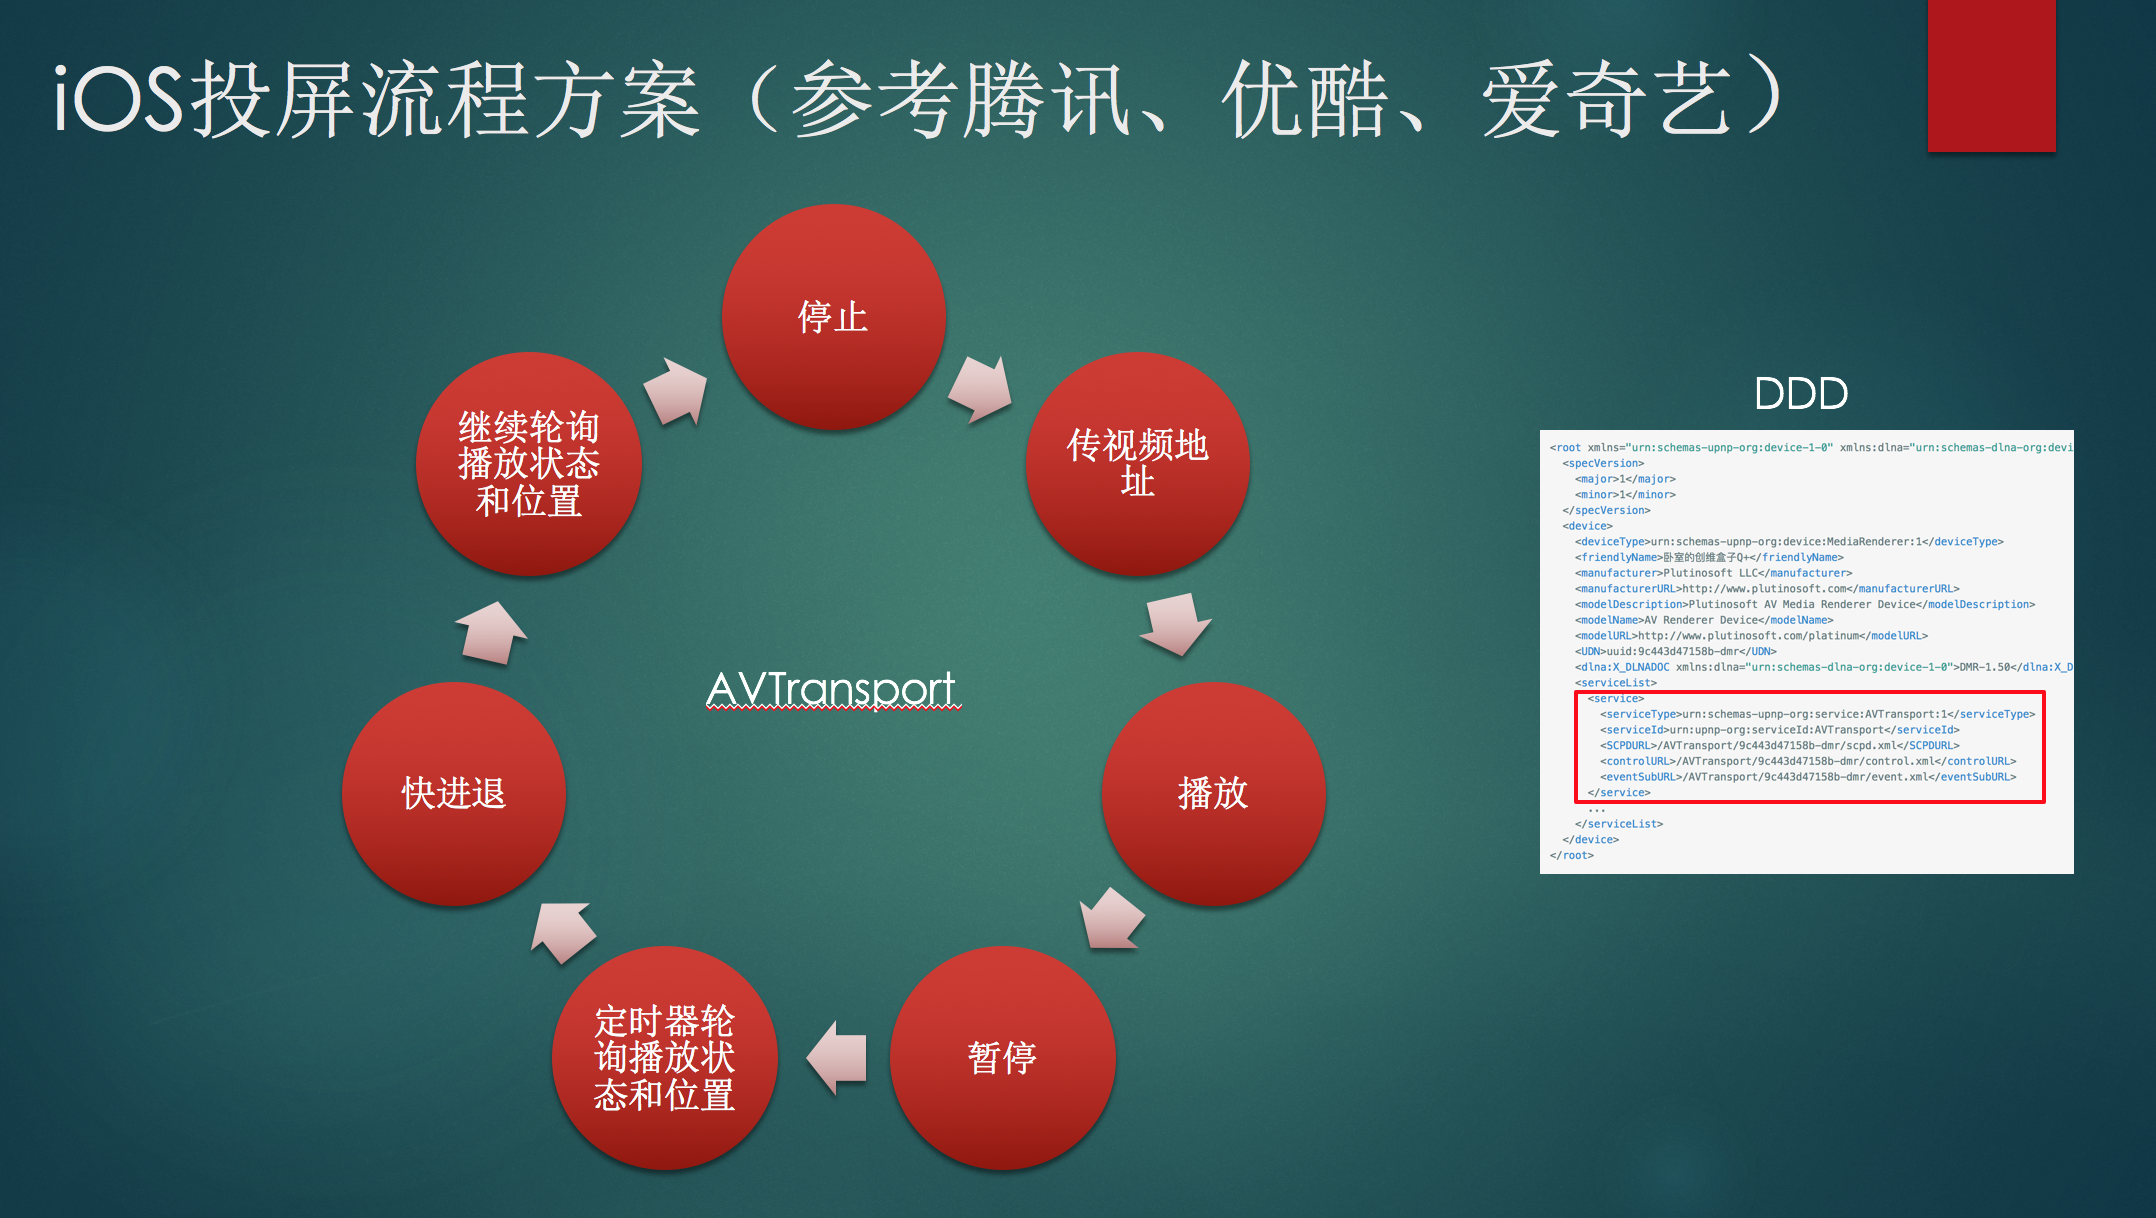 iOS投屏流程方案（参考腾讯、优酷、爱奇艺）
停止
传视频地
址
播放
暂停
定时器轮
询播放状
态和位置
快进退
继续轮询
播放状态
和位置
AVTransport
DDD
<root xmlns="urn:schemas-upnp-org:device-1-0" xmlns:dlna="urn:schemas-dlna-org:devi
<specVersion>
<major>1</major>
<minor>1</minor>
</specVersion>
<device>
<deviceType>urn:schemas-upnp-org:device:MediaRenderer:1</deviceType>
<friendlyName>卧室的创维盒子Q+</friendlyName>
<manufacturer>Plutinosoft LLC</manufacturer>
<manufacturerURL>http://www.plutinosoft.com</manufacturerURL>
<modelDescription>Plutinosoft AV Media Renderer Device</modelDescription>
<modelName>AV Renderer Device</modelName>
<modelURL>http://www.plutinosoft.com/platinum</modelURL>
<UDN>uuid:9c443d47158b-dmr</UDN>
<dlna:X_DLNADOC xmlns:dlna="urn:schemas-dlna-org:device-1-0">DMR-1.50</dlna:X_D
<serviceList>
<service>
<serviceType>urn:schemas-upnp-org:service:AVTransport:1</serviceType>
<serviceId>urn:upnp-org:serviceId:AVTransport</serviceId>
<SCPDURL>/AVTransport/9c443d47158b-dmr/scpd.xml</SCPDURL>
<controlURL>/AVTransport/9c443d47158b-dmr/control.xml</controlURL>
<eventSubURL>/AVTransport/9c443d47158b-dmr/event.xml</eventSubURL>
</service>
...
</serviceList>
</device>
</root>